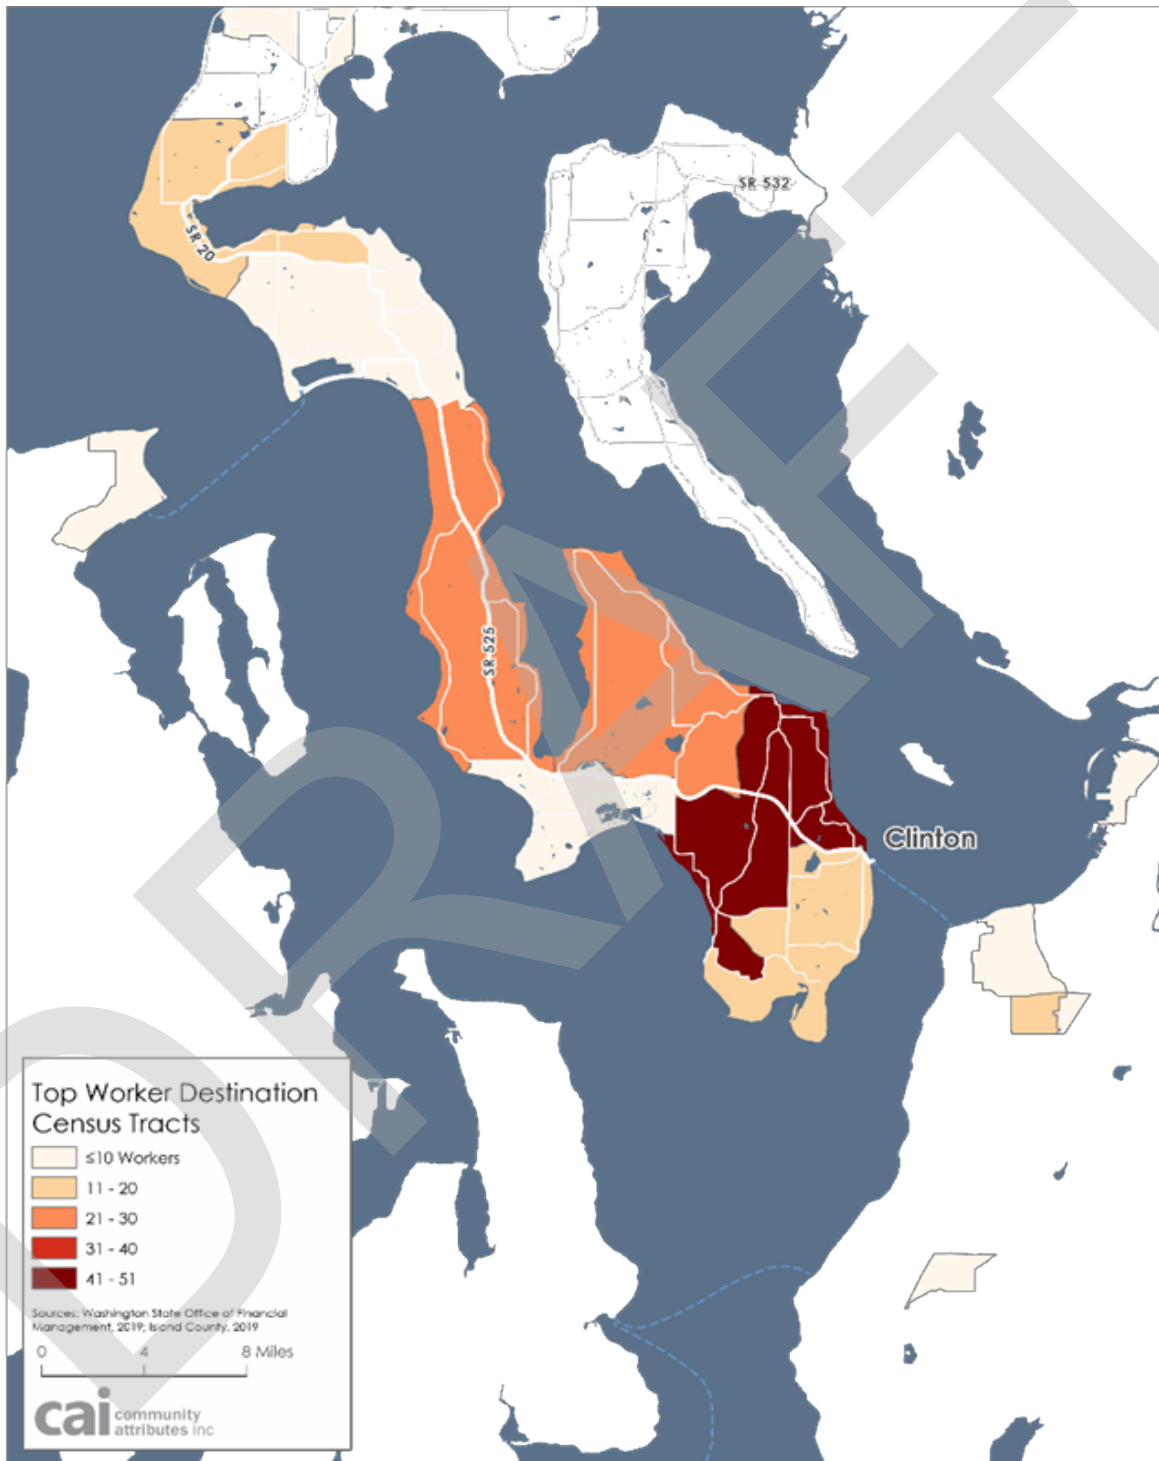 SR 532
SR 20
SR 525
Clinton
DRAFT
Top Worker Destination
Census Tracts
≤10 Workers
11 - 20
21 - 30
31 - 40
41 - 51
Sources: Washington State Office of Financial
Management, 2019; Island County, 2019
0 4 8 Miles
cai community
attributes inc